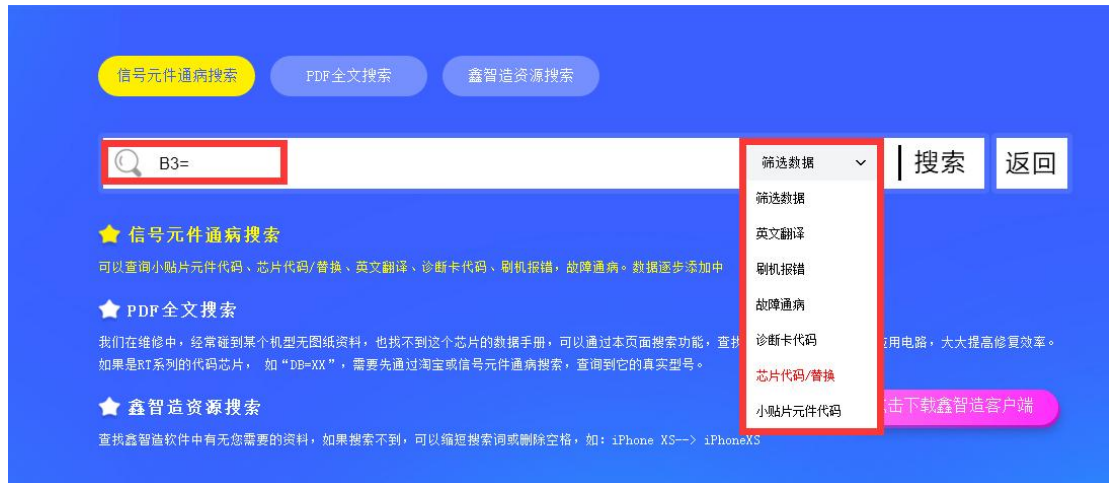 信号元件通病搜索 PDF全文搜索 鑫智造资源搜索
B3= 筛选数据 搜索 返回
筛选数据
英文翻译
刷机报错
故障通病
诊断卡代码
芯片代码/替换
小贴片元件代码
信号元件通病搜索
可以查询小贴片元件代码、芯片代码/替换、英文翻译、诊断卡代码、刷机报错，故障通病。数据逐步添加中
PDF全文搜索
我们在维修中，经常碰到某个机型无图纸资料，也找不到这个芯片的数据手册，可以通过本页面搜索功能，查找 用电路，大大提高修复效率。
如果是RT系列的代码芯片， 如“DB=XX”，需要先通过淘宝或信号元件通病搜索，查询到它的真实型号。
鑫智造资源搜索
击下载鑫智造客户端
查找鑫智造软件中有无您需要的资料，如果搜索不到，可以缩短搜索词或删除空格，如：iPhone XS--> iPhoneXS